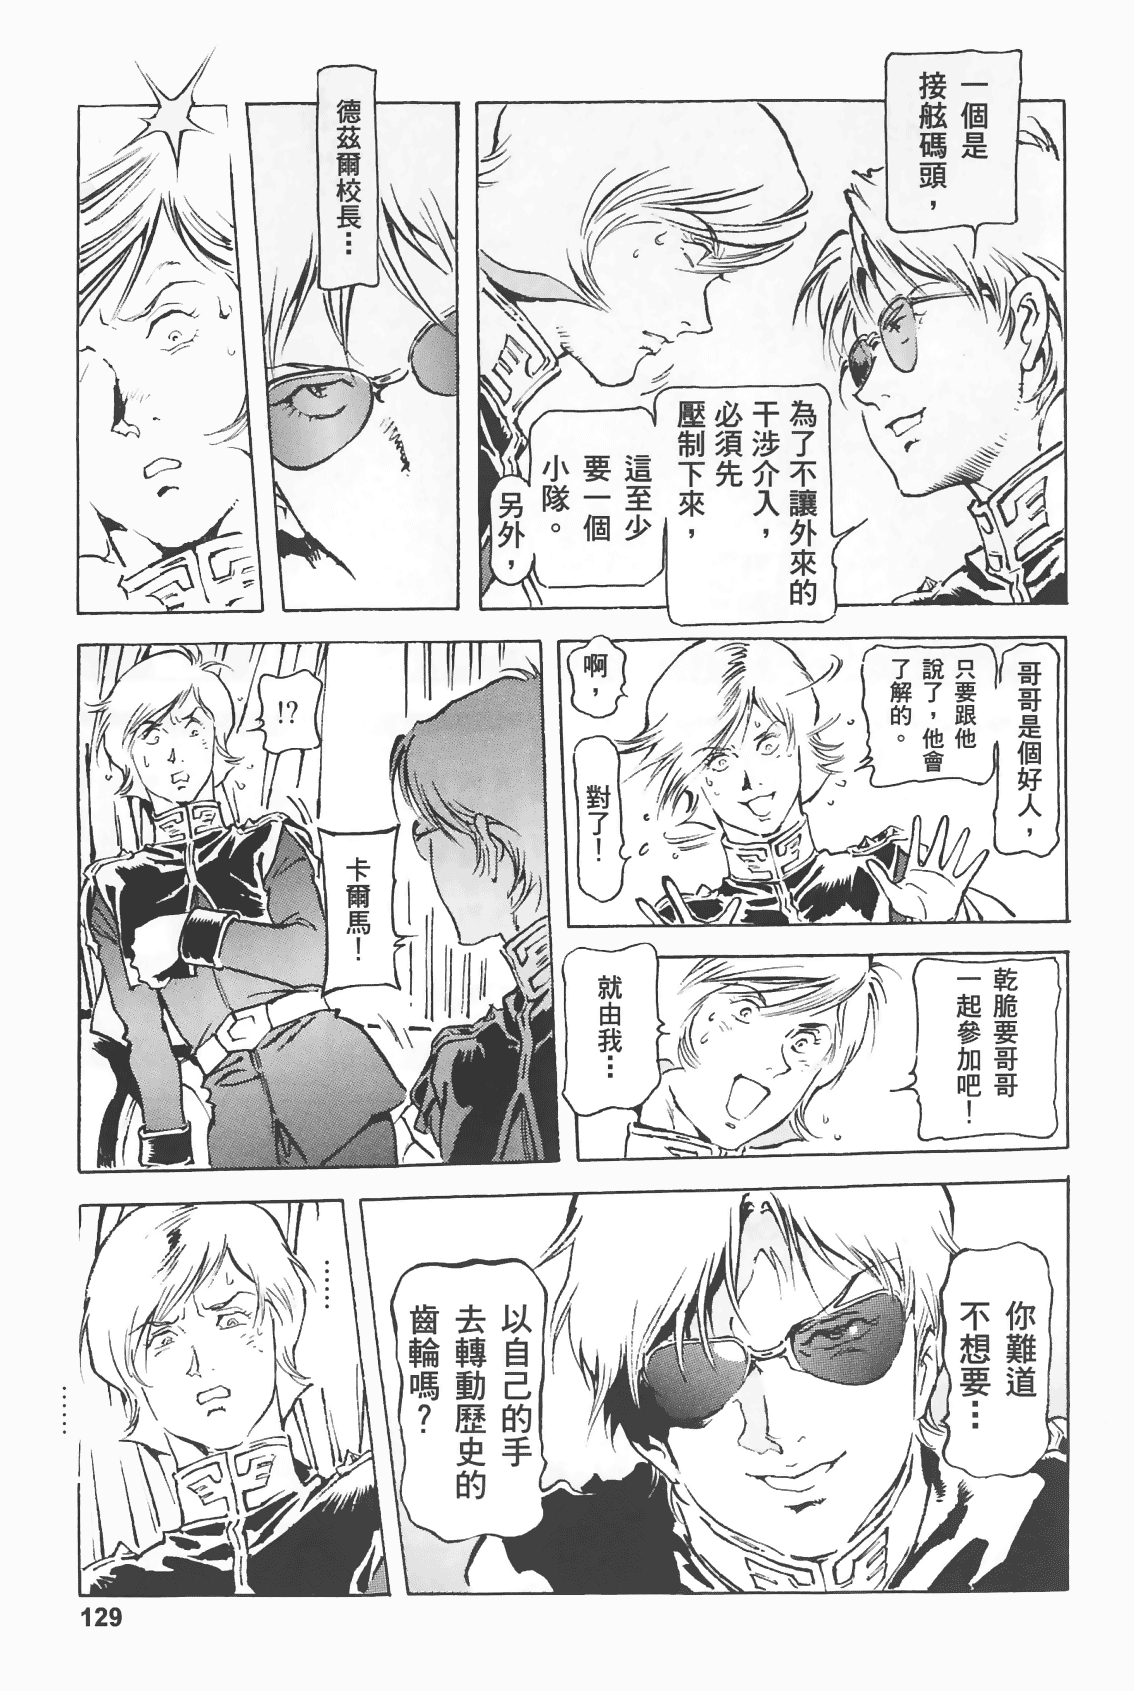 一個是
接舷碼頭，
為了不讓外來的
干涉介入，
必須先
壓制下來，
這至少
要一個
小隊。
另外，
德茲爾校長…
哥哥是個好人，
只要跟他
說了，他會
了解的。
啊，
對了！
乾脆要哥哥
一起參加吧！
就由我…
卡爾馬！
!?
你難道
不想要…
以自己的手
去轉動歷史的
齒輪嗎？
……
……
129